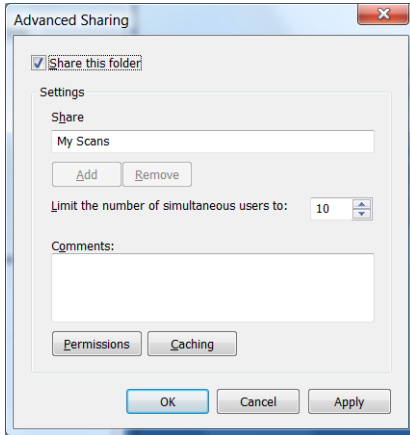 Advanced Sharing
Share this folder
Settings
Share
My Scans
Add Remove
Limit the number of simultaneous users to: 10
Comments:
Permissions Caching
OK Cancel Apply